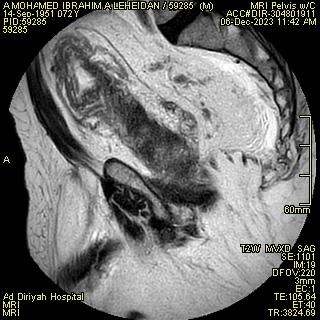 A MOHAMED IBRAHIM,A LEHEIDAN / 59285 (M)
MRI Pelvis w/C
14-Sep-1951 072Y
ACC#DIR-304801911
PID:59285
06-Dec-2023 11:42 AM
59285
A
60mm
T2W MVXD SAG
SE:1101
IM:19
DFOV:220
3mm
EC:1
Ad Diriyah Hospital
TE:105.64
MRI
ET:40
MRI
TR:3824.69